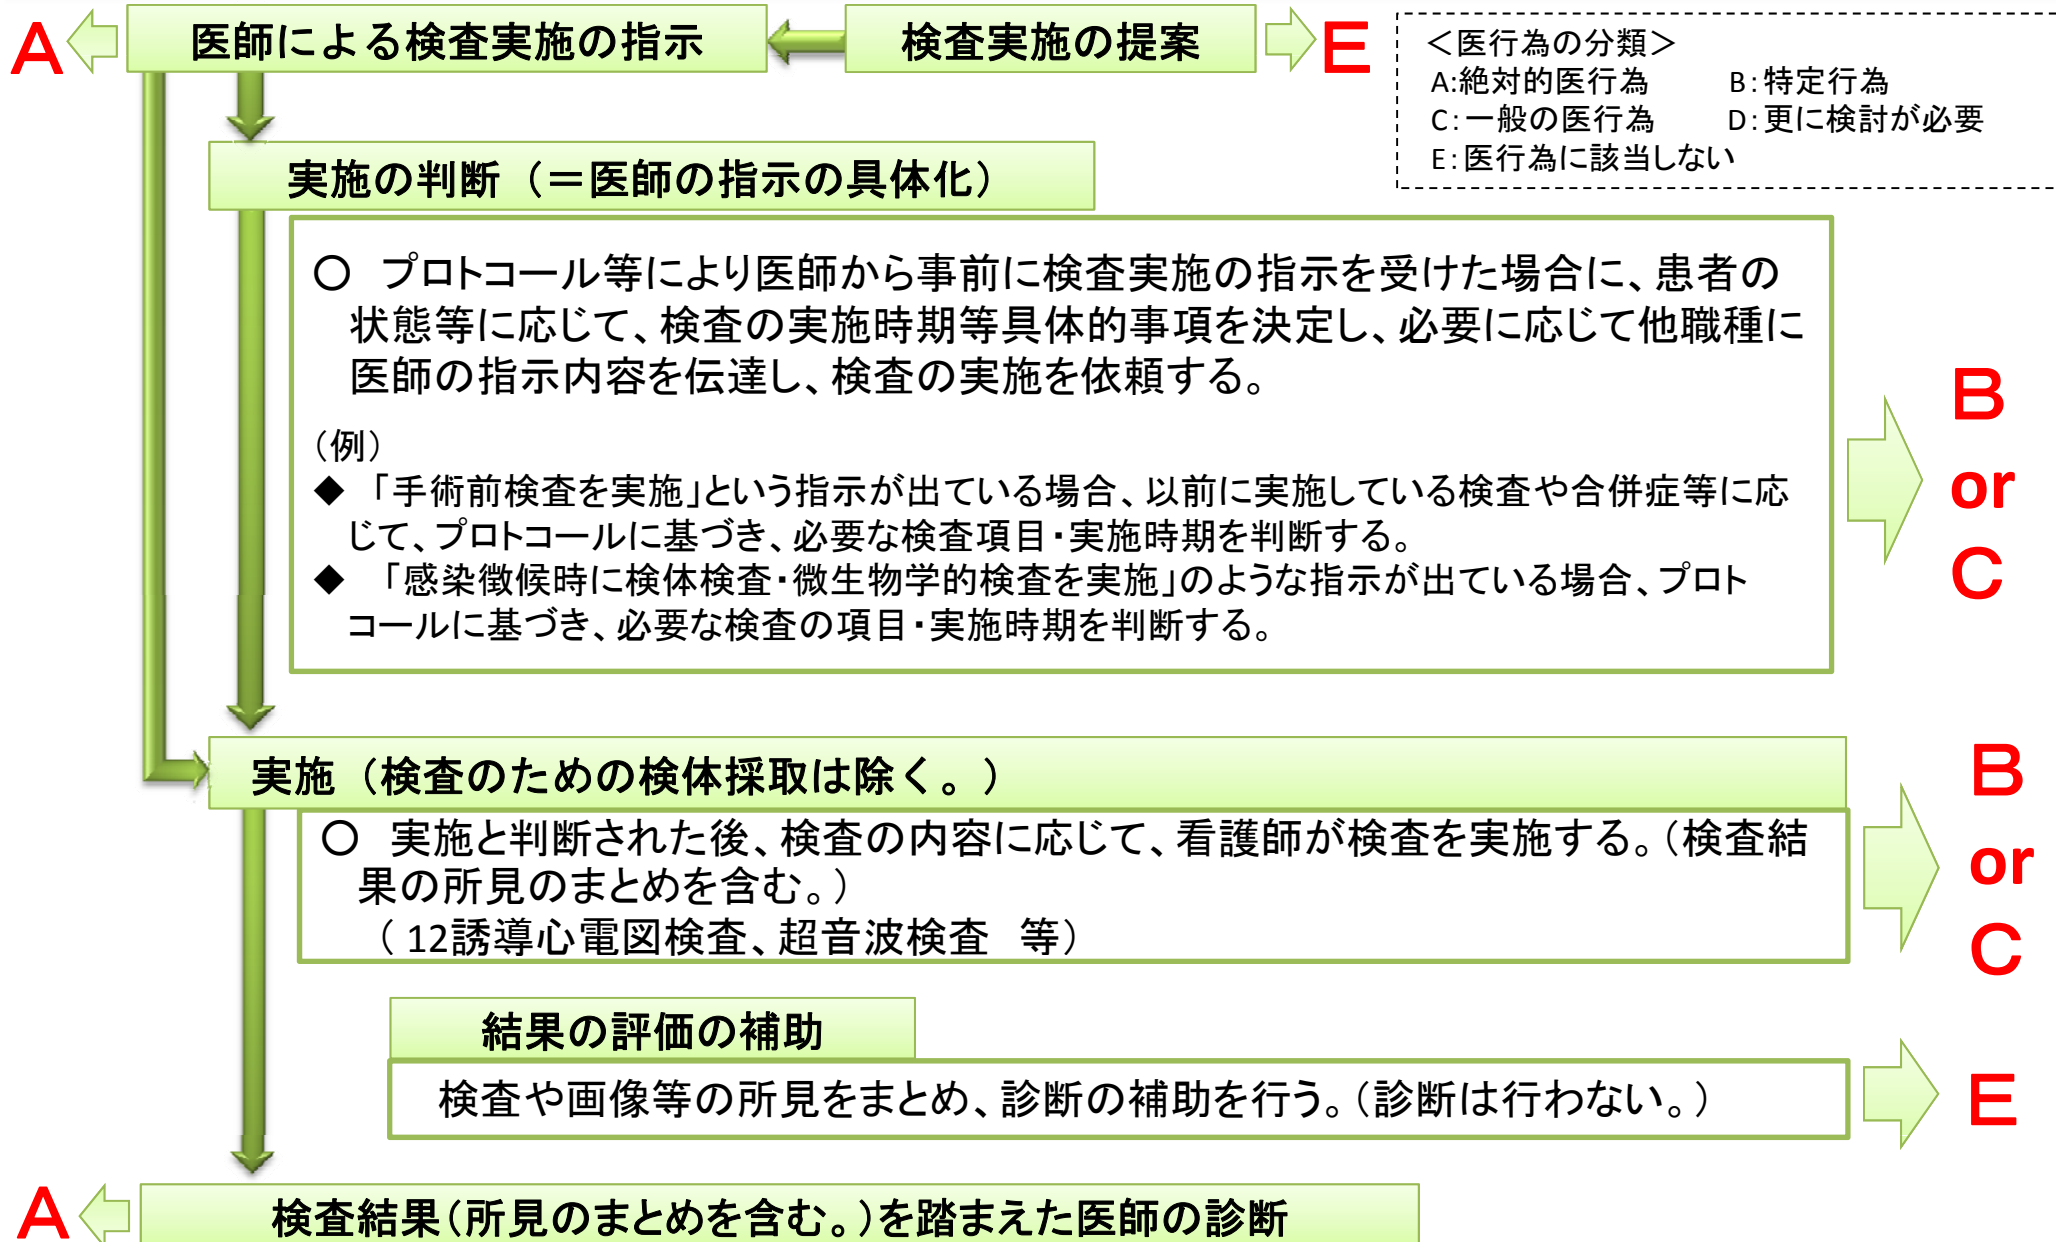 A
医師による検査実施の指示
検査実施の提案
E
＜医行為の分類＞
A:絶対的医行為　B：特定行為
C：一般の医行為　D：更に検討が必要
E：医行為に該当しない
実施の判断（＝医師の指示の具体化）
○　プロトコール等により医師から事前に検査実施の指示を受けた場合に、患者の
状態等に応じて、検査の実施時期等具体的事項を決定し、必要に応じて他職種に
医師の指示内容を伝達し、検査の実施を依頼する。
（例）
◆　「手術前検査を実施」という指示が出ている場合、以前に実施している検査や合併症等に応
じて、プロトコールに基づき、必要な検査項目・実施時期を判断する。
◆　「感染徴候時に検体検査・微生物学的検査を実施」のような指示が出ている場合、プロト
コールに基づき、必要な検査の項目・実施時期を判断する。
B
or
C
実施（検査のための検体採取は除く。）
○　実施と判断された後、検査の内容に応じて、看護師が検査を実施する。（検査結
果の所見のまとめを含む。）
（12誘導心電図検査、超音波検査　等）
B
or
C
結果の評価の補助
検査や画像等の所見をまとめ、診断の補助を行う。（診断は行わない。）
E
A
検査結果（所見のまとめを含む。）を踏まえた医師の診断